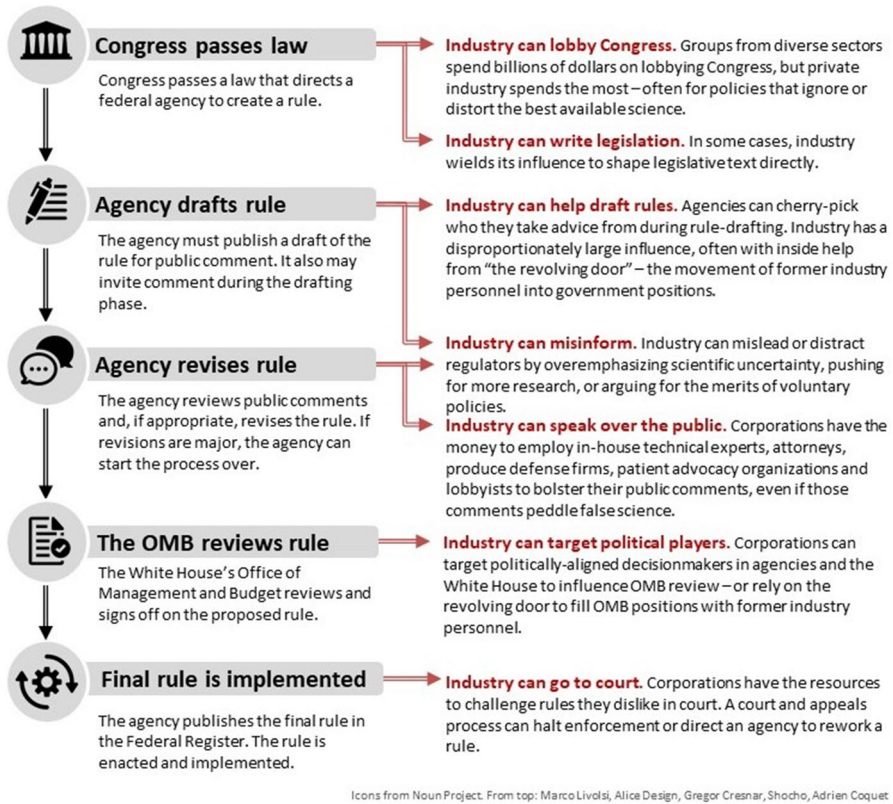 Congress passes law
Congress passes a law that directs a
federal agency to create a rule.
Industry can lobby Congress. Groups from diverse sectors
spend billions of dollars on lobbying Congress, but private
industry spends the most – often for policies that ignore or
distort the best available science.
Industry can write legislation. In some cases, industry
wields its influence to shape legislative text directly.
Agency drafts rule
The agency must publish a draft of the
rule for public comment. It also may
invite comment during the drafting
phase.
Industry can help draft rules. Agencies can cherry-pick
who they take advice from during rule-drafting. Industry has a
disproportionately large influence, often with inside help
from “the revolving door” – the movement of former industry
personnel into government positions.
Industry can misinform. Industry can mislead or distract
regulators by overemphasizing scientific uncertainty, pushing
for more research, or arguing for the merits of voluntary
policies.
Agency revises rule
The agency reviews public comments
and, if appropriate, revises the rule. If
revisions are major, the agency can
start the process over.
Industry can speak over the public. Corporations have the
money to employ in-house technical experts, attorneys,
produce defense firms, patient advocacy organizations and
lobbyists to bolster their public comments, even if those
comments peddle false science.
The OMB reviews rule
The White House’s Office of
Management and Budget reviews and
signs off on the proposed rule.
Industry can target political players. Corporations can
target politically-aligned decisionmakers in agencies and the
White House to influence OMB review – or rely on the
revolving door to fill OMB positions with former industry
personnel.
Final rule is implemented
The agency publishes the final rule in
the Federal Register. The rule is
enacted and implemented.
Industry can go to court. Corporations have the resources
to challenge rules they dislike in court. A court and appeals
process can halt enforcement or direct an agency to rework a
rule.
Icons from Noun Project. From top: Marco Livolsi, Alice Design, Gregor Cresnar, Shocho, Adrien Coquet